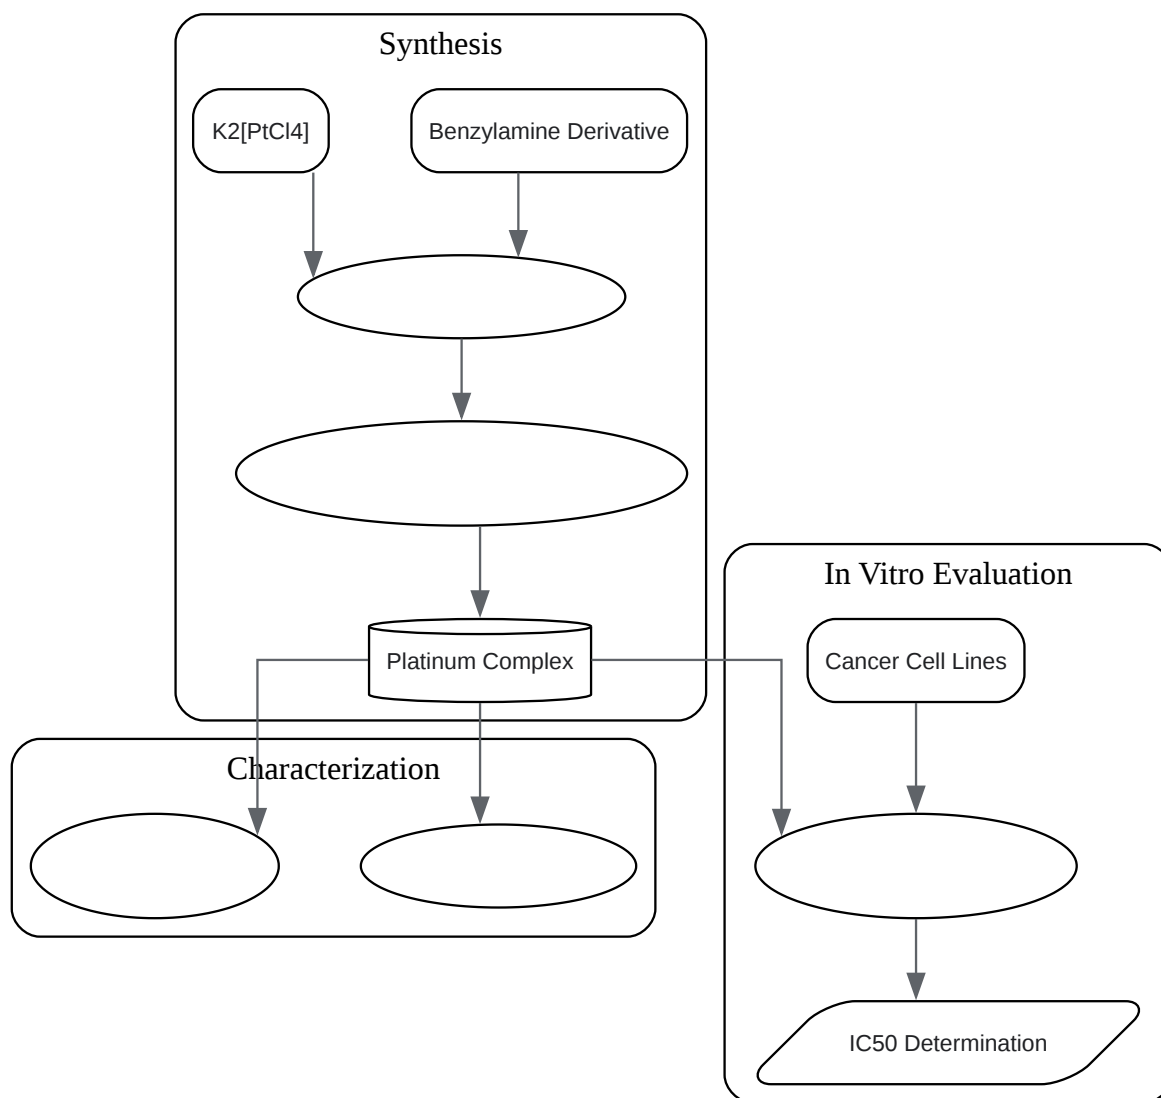 Synthesis
K2[PtCl4]
Benzylamine Derivative
Platinum Complex
Characterization
In Vitro Evaluation
Cancer Cell Lines
IC50 Determination